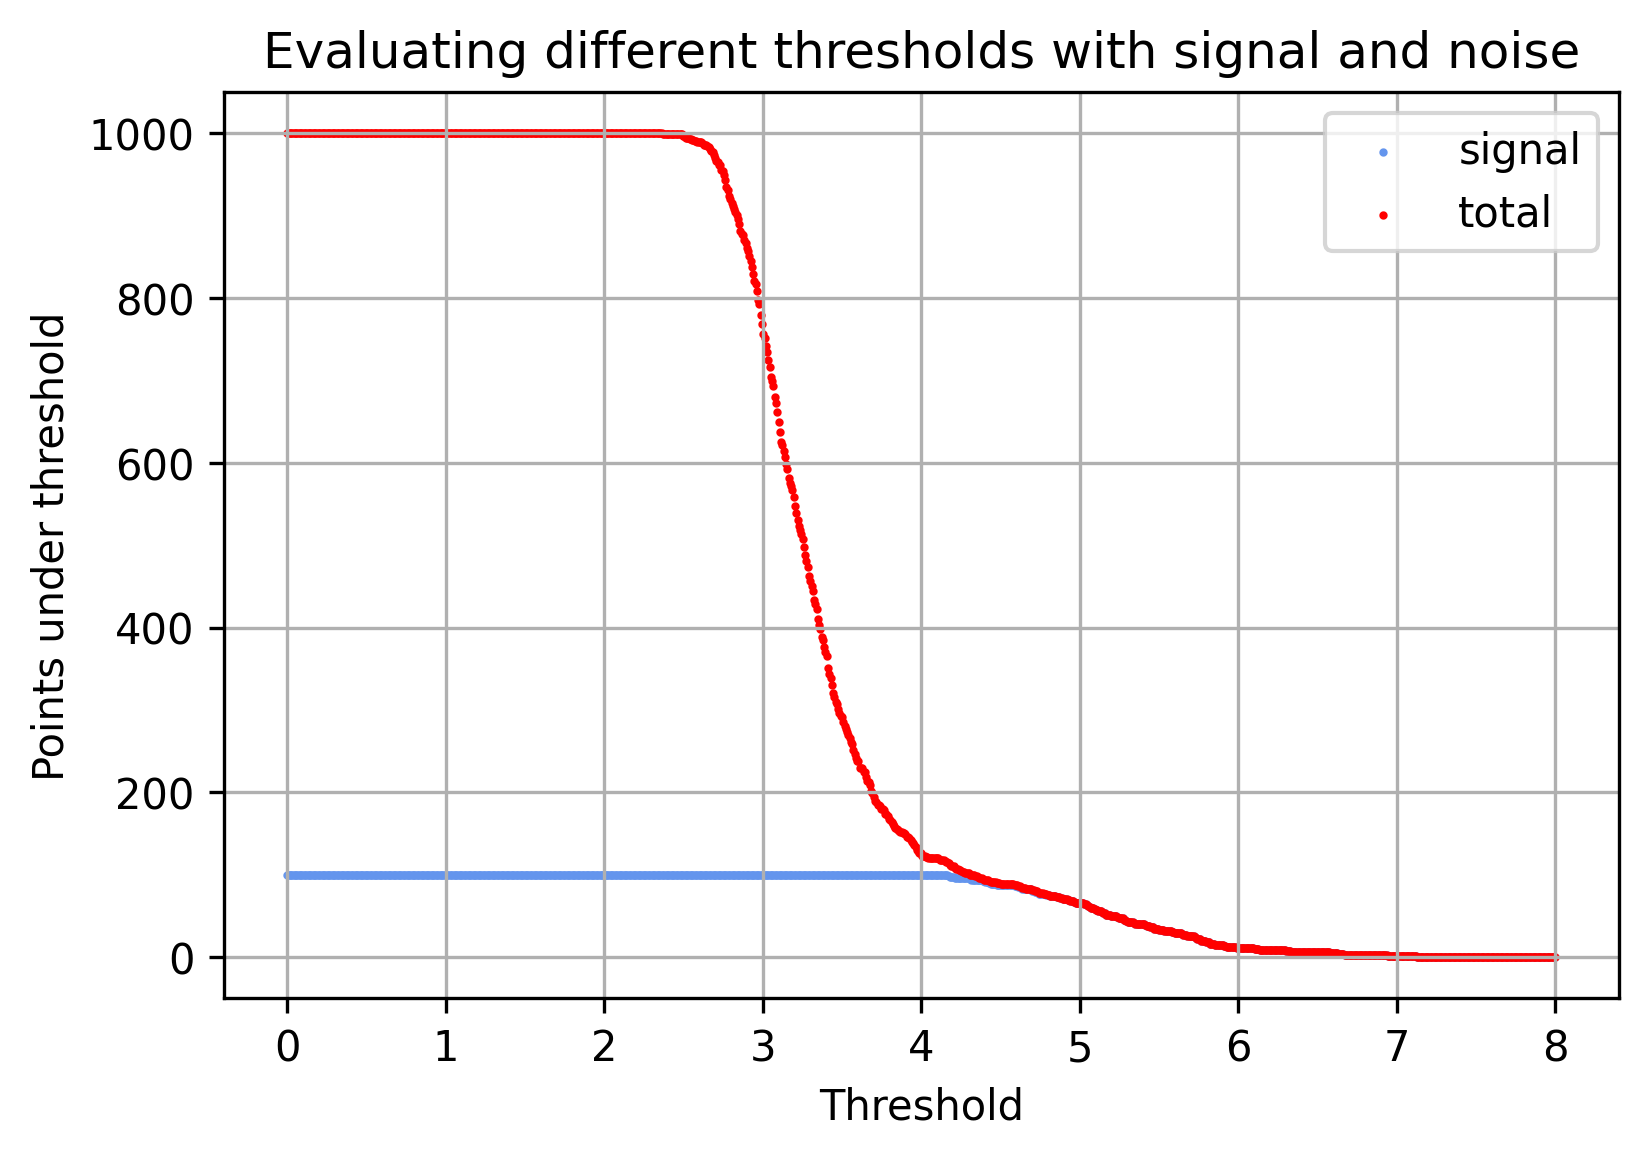 Evaluating different thresholds with signal and noise
signal
total
1000
800
600
400
200
0
Points under threshold
0 1 2 3 4 5 6 7 8
Threshold